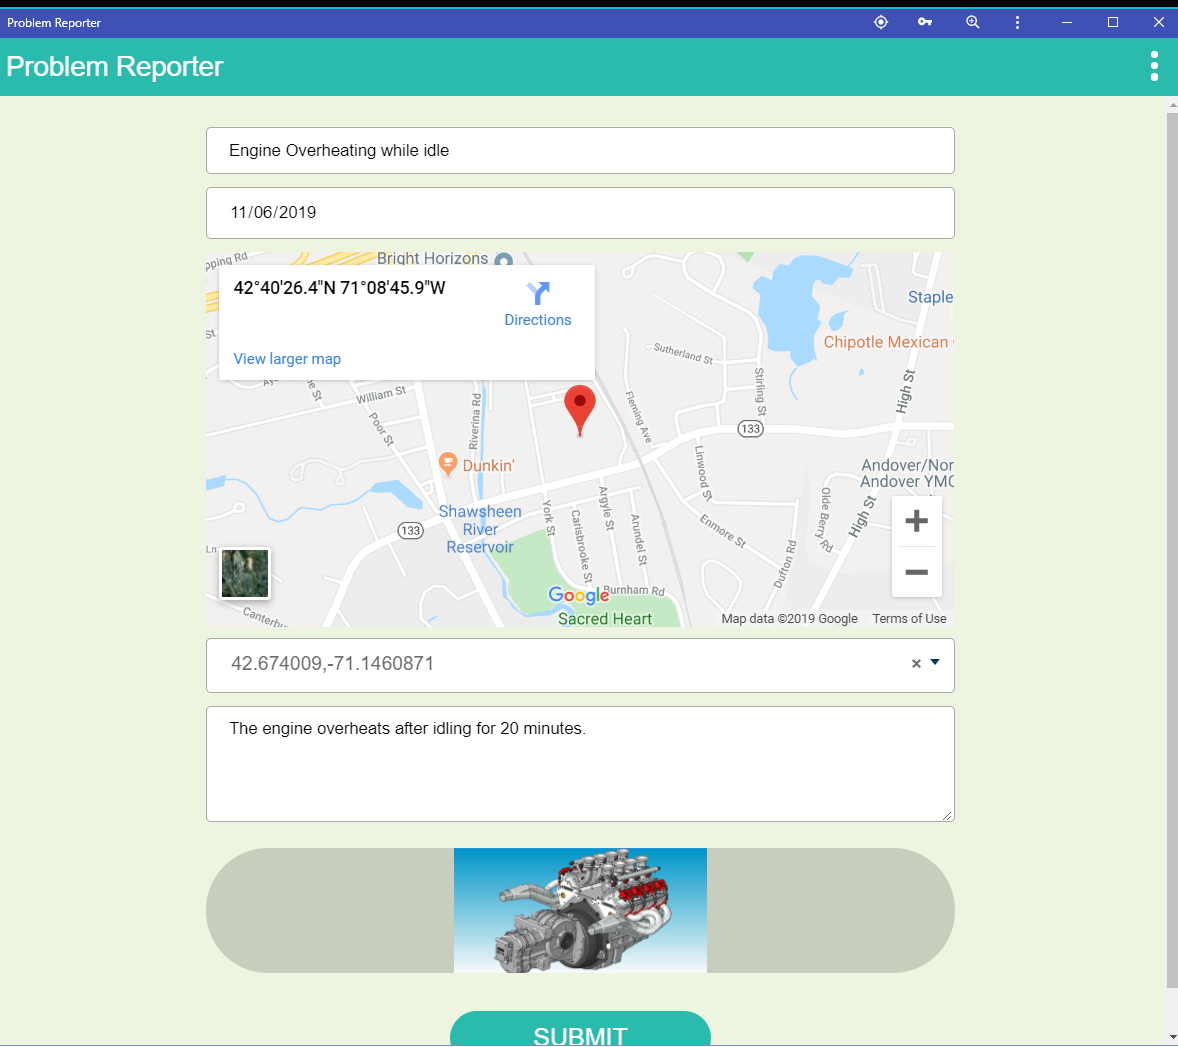 Problem Reporter
Problem Reporter
Engine Overheating while idle
11/06/2019
pping Rd
Bright Horizons
42°40'26.4"N 71°08'45.9"W
Directions
View larger map
Staple
Chipotle Mexican
Sutherland St
Stirling St
High St
William St
Poor St
Riverina Rd
Fleming Ave
133
Dunkin'
Linwood St
Andover/Nor
Andover YMC
Shawsheen
River
Reservoir
133
York St
Carisbrooke St
Argyle St
Arundel St
Enmore St
Olde Berry Rd
High St
Dufton Rd
Ln
Burnham Rd
Google
Sacred Heart
Canterbu
Map data ©2019 Google
Terms of Use
42.674009,-71.1460871
The engine overheats after idling for 20 minutes.
SUBMIT